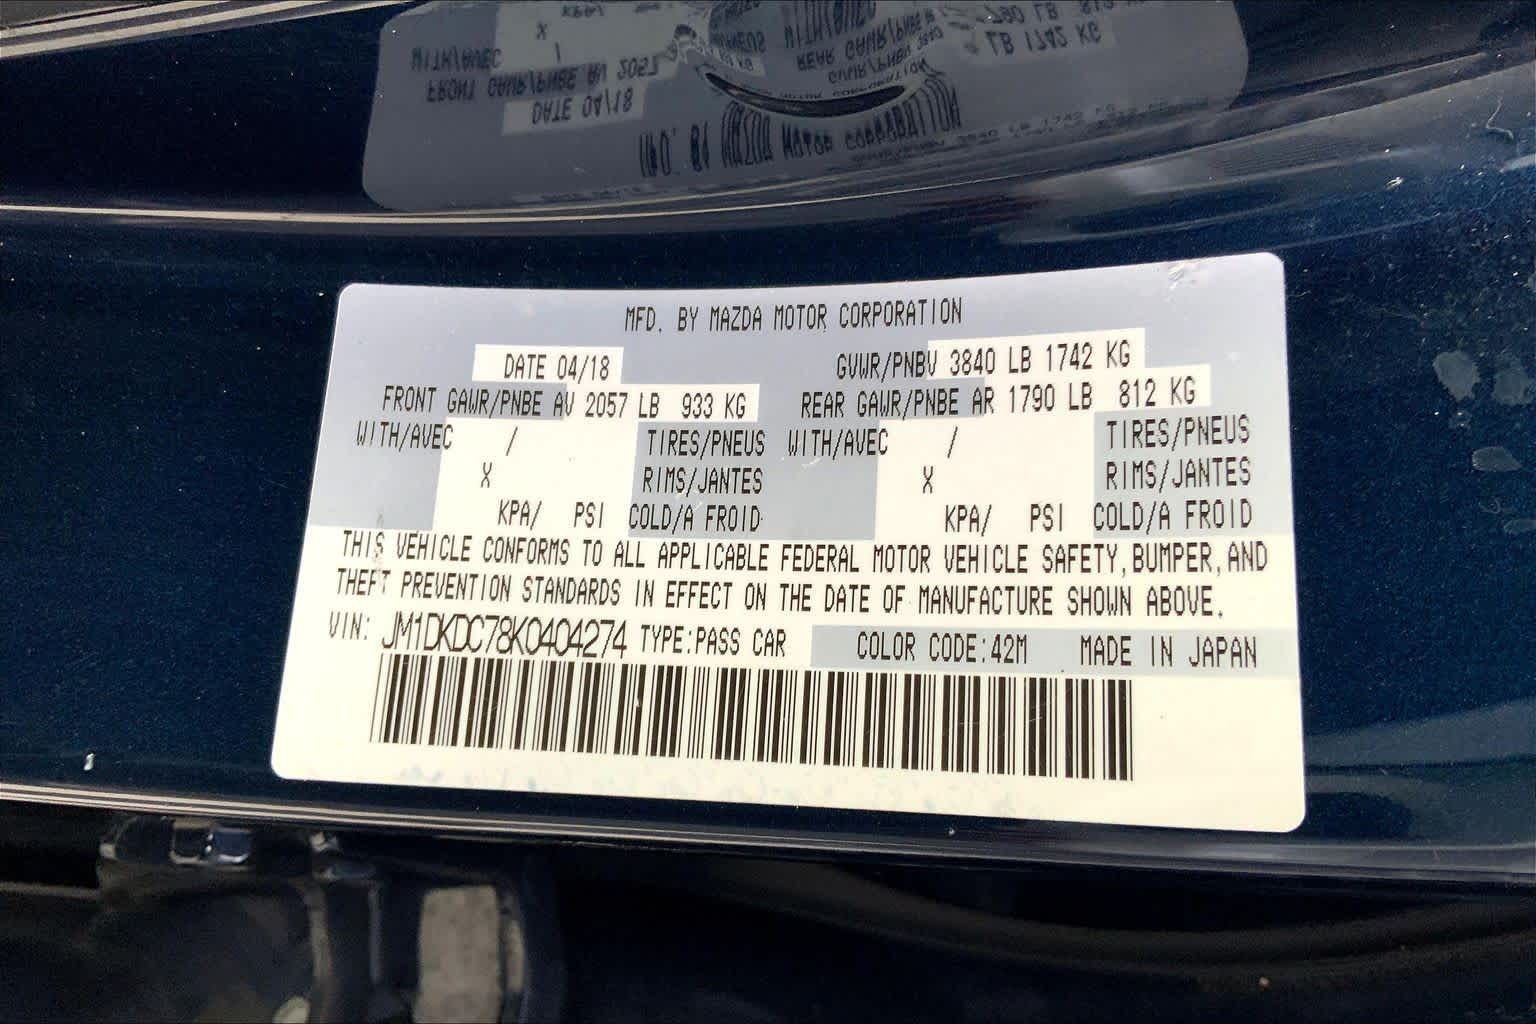 MFD. BY MAZDA MOTOR CORPORATION
DATE 04/18 GVWR/PNBV 3840 LB 1742 KG
FRONT GAWR/PNBE AV 2057 LB 933 KG REAR GAWR/PNBE AR 1790 LB 812 KG
WITH/AVEC / TIRES/PNEUS WITH/AVEC / TIRES/PNEUS
X RIMS/JANTES X RIMS/JANTES
KPA/ PSI COLD/A FROID KPA/ PSI COLD/A FROID
THIS VEHICLE CONFORMS TO ALL APPLICABLE FEDERAL MOTOR VEHICLE SAFETY, BUMPER, AND
THEFT PREVENTION STANDARDS IN EFFECT ON THE DATE OF MANUFACTURE SHOWN ABOVE.
VIN: JM1DKDC78K0404274 TYPE:PASS CAR COLOR CODE:42M MADE IN JAPAN